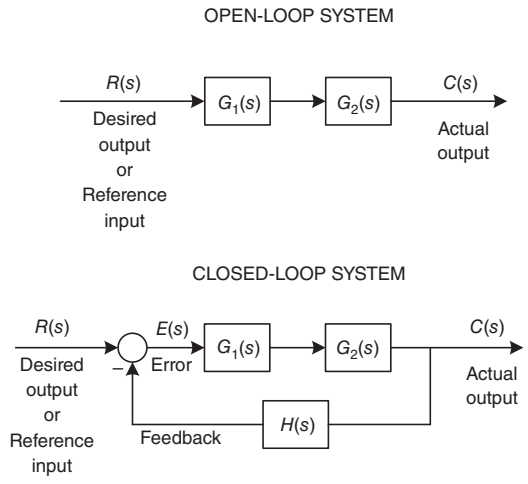 OPEN-LOOP SYSTEM
R(s)
G₁(s)
G₂(s)
C(s)
Desired
output
or
Reference
input
Actual
output
CLOSED-LOOP SYSTEM
R(s)
E(s)
G₁(s)
G₂(s)
C(s)
Desired
output
or
Reference
input
–
Error
Actual
output
H(s)
Feedback